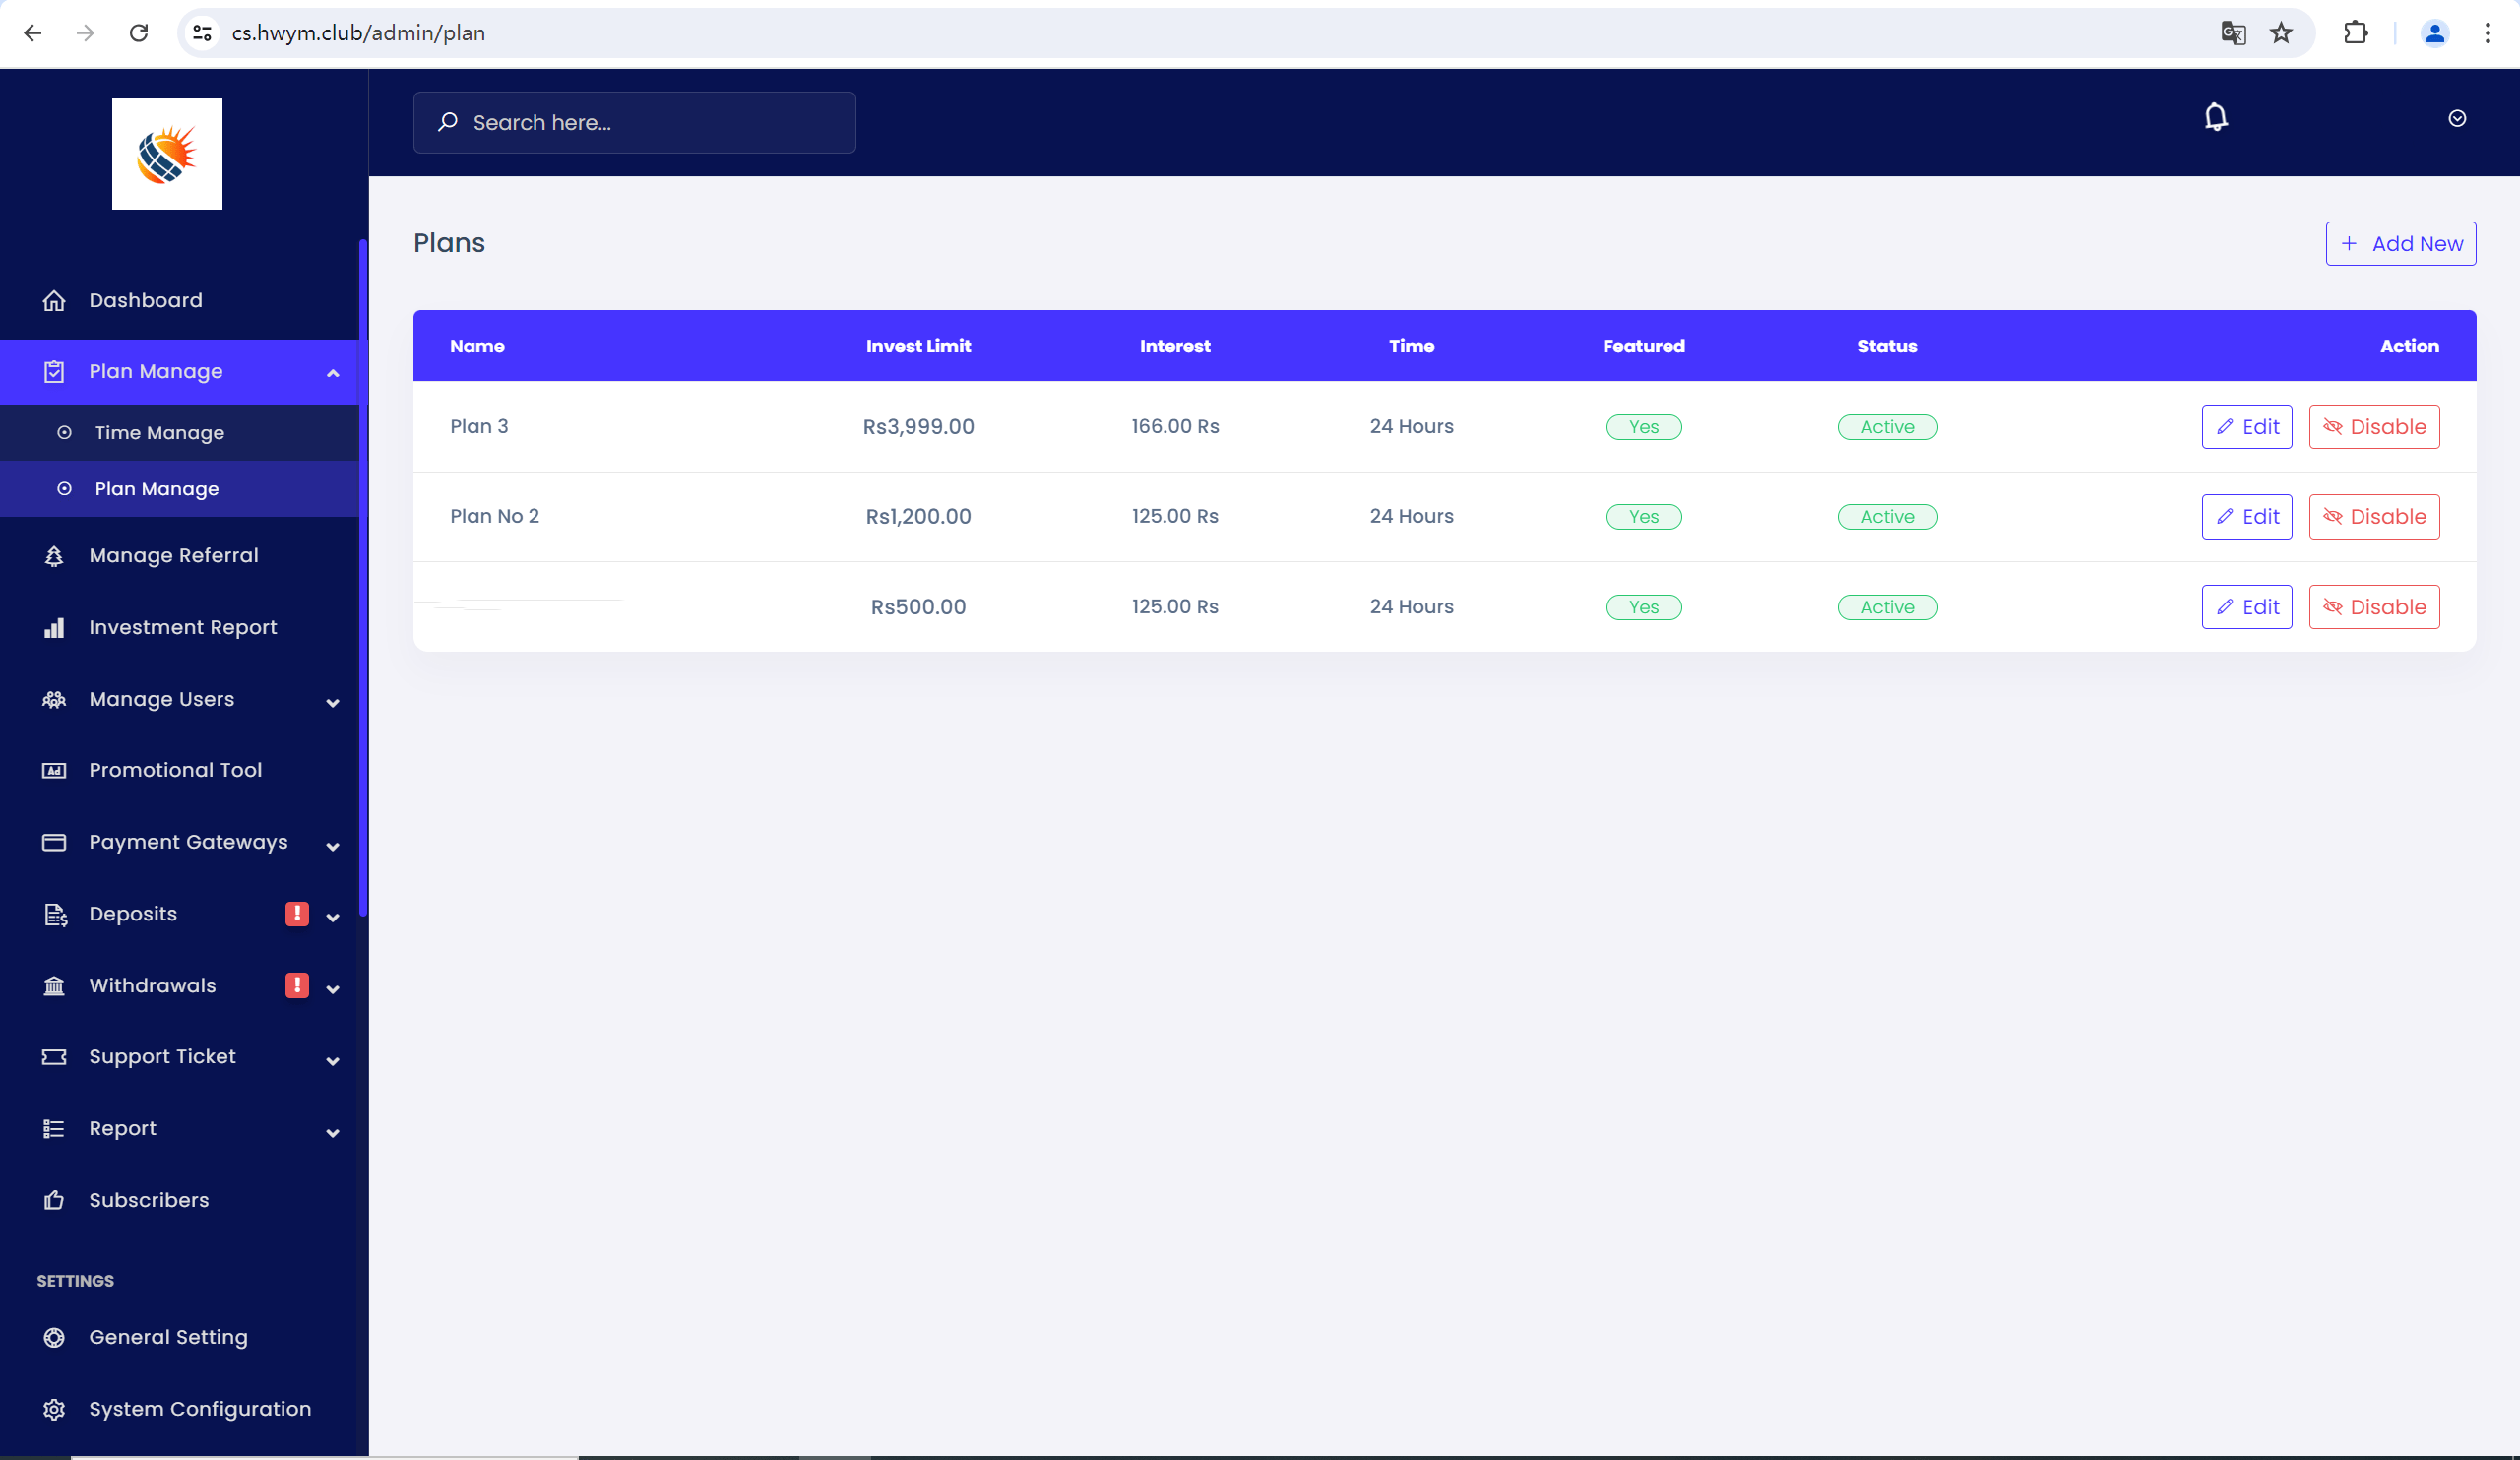 cs.hwym.club/admin/plan
Search here...
Plans
Add New
Dashboard
Plan Manage
Time Manage
Plan Manage
Manage Referral
Investment Report
Manage Users
Promotional Tool
Payment Gateways
Deposits
Withdrawals
Support Ticket
Report
Subscribers
SETTINGS
General Setting
System Configuration
Name Invest Limit Interest Time Featured Status Action
Plan 3 Rs3,999.00 166.00 Rs 24 Hours Yes Active Edit Disable
Plan No 2 Rs1,200.00 125.00 Rs 24 Hours Yes Active Edit Disable
Rs500.00 125.00 Rs 24 Hours Yes Active Edit Disable